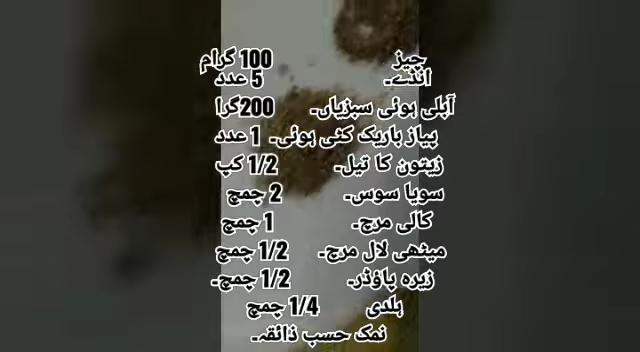 چیز 100 گرام
انڈے۔ 5 عدد
اُبلی ہوئی سبزیاں۔ 200گرا
پیاز باریک کٹی ہوئی۔ 1 عدد
زیتون کا تیل۔ 1/2 کپ
سویا سوس۔ 2 چمچ
کالی مرچ۔ 1 چمچ
میٹھی لال مرچ۔ 1/2 چمچ
زیرہ پاؤڈر۔ 1/2 چمچ۔
ہلدی 1/4 چمچ
نمک حسب ذائقہ۔